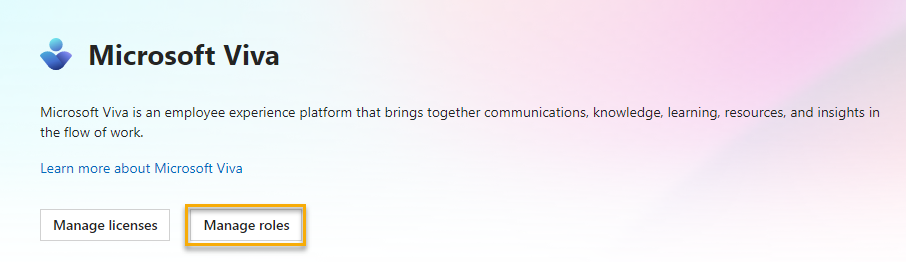 Microsoft Viva
Microsoft Viva is an employee experience platform that brings together communications, knowledge, learning, resources, and insights in
the flow of work.
Learn more about Microsoft Viva
Manage licenses Manage roles